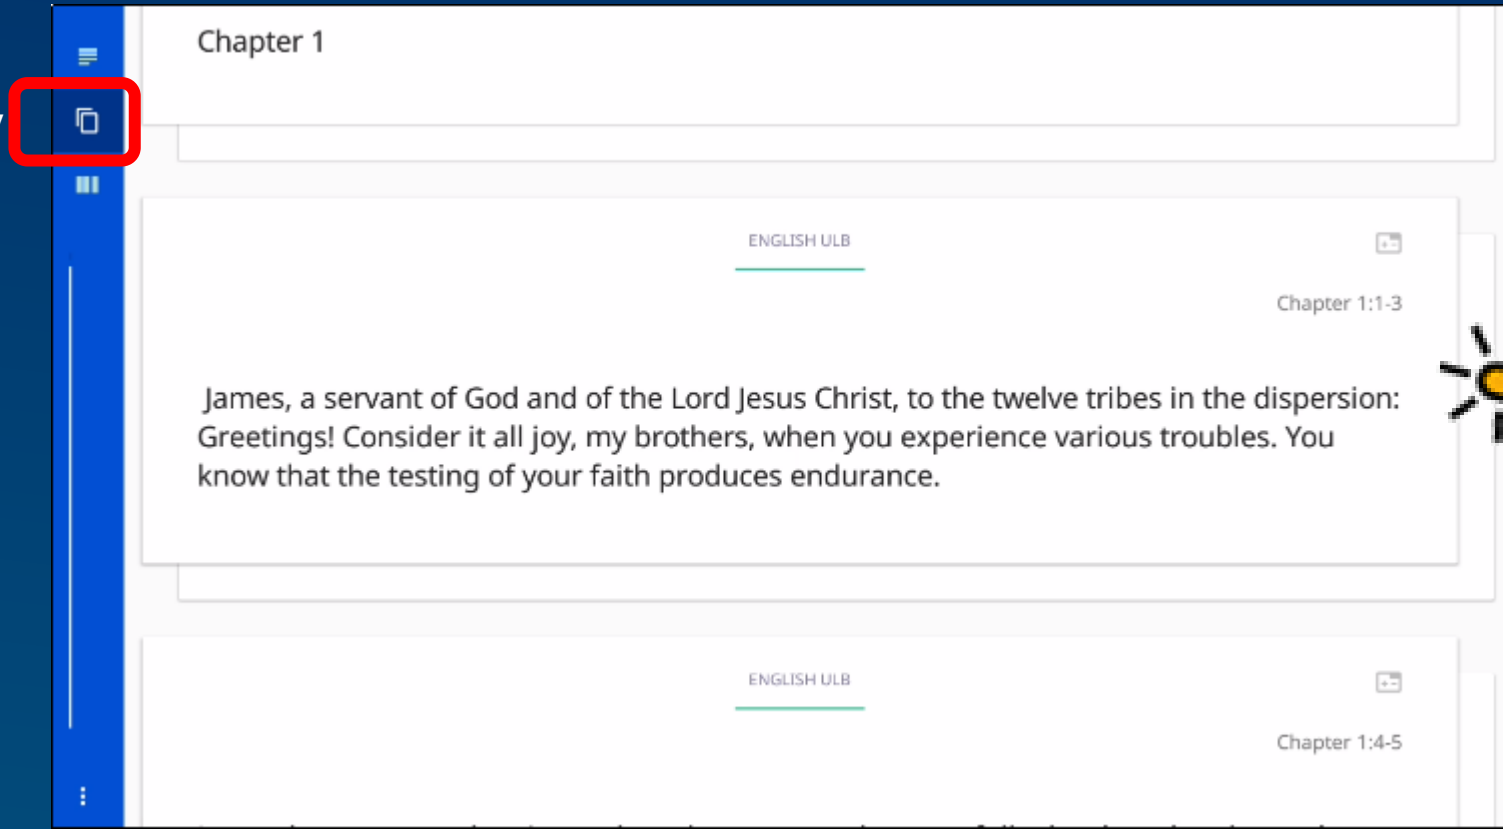 Chapter 1
ENGLISH ULB
Chapter 1:1-3
James, a servant of God and of the Lord Jesus Christ, to the twelve tribes in the dispersion:
Greetings! Consider it all joy, my brothers, when you experience various troubles. You
know that the testing of your faith produces endurance.
ENGLISH ULB
Chapter 1:4-5